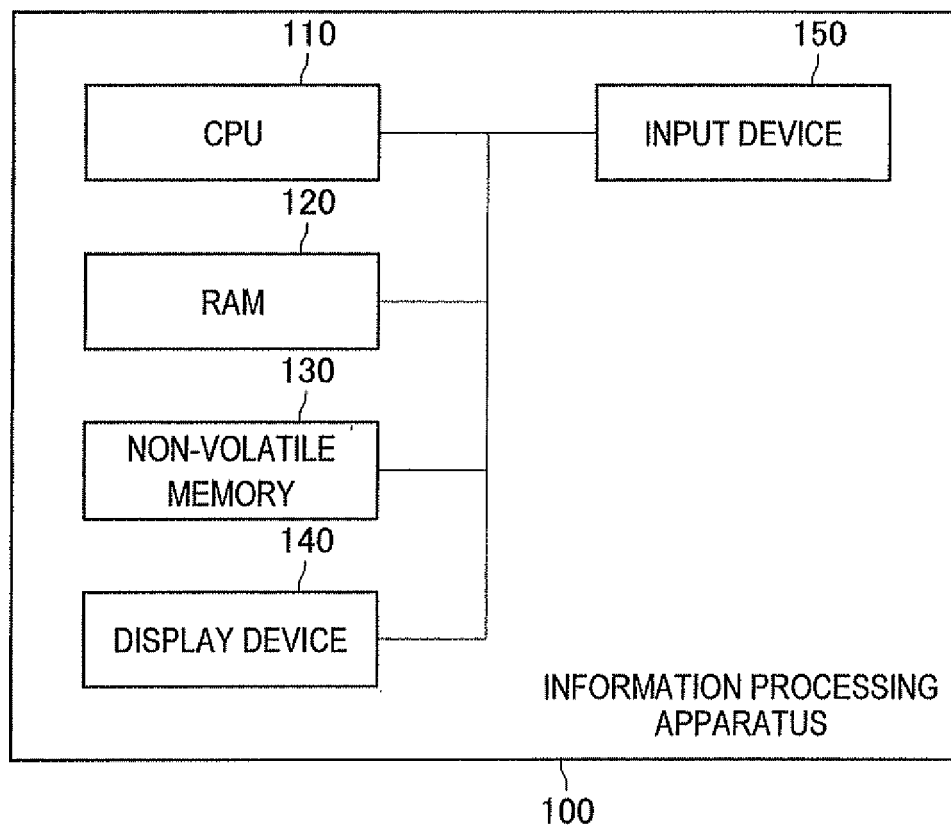 110
150
CPU
INPUT DEVICE
120
RAM
130
NON-VOLATILE
MEMORY
140
DISPLAY DEVICE
INFORMATION PROCESSING
APPARATUS
100